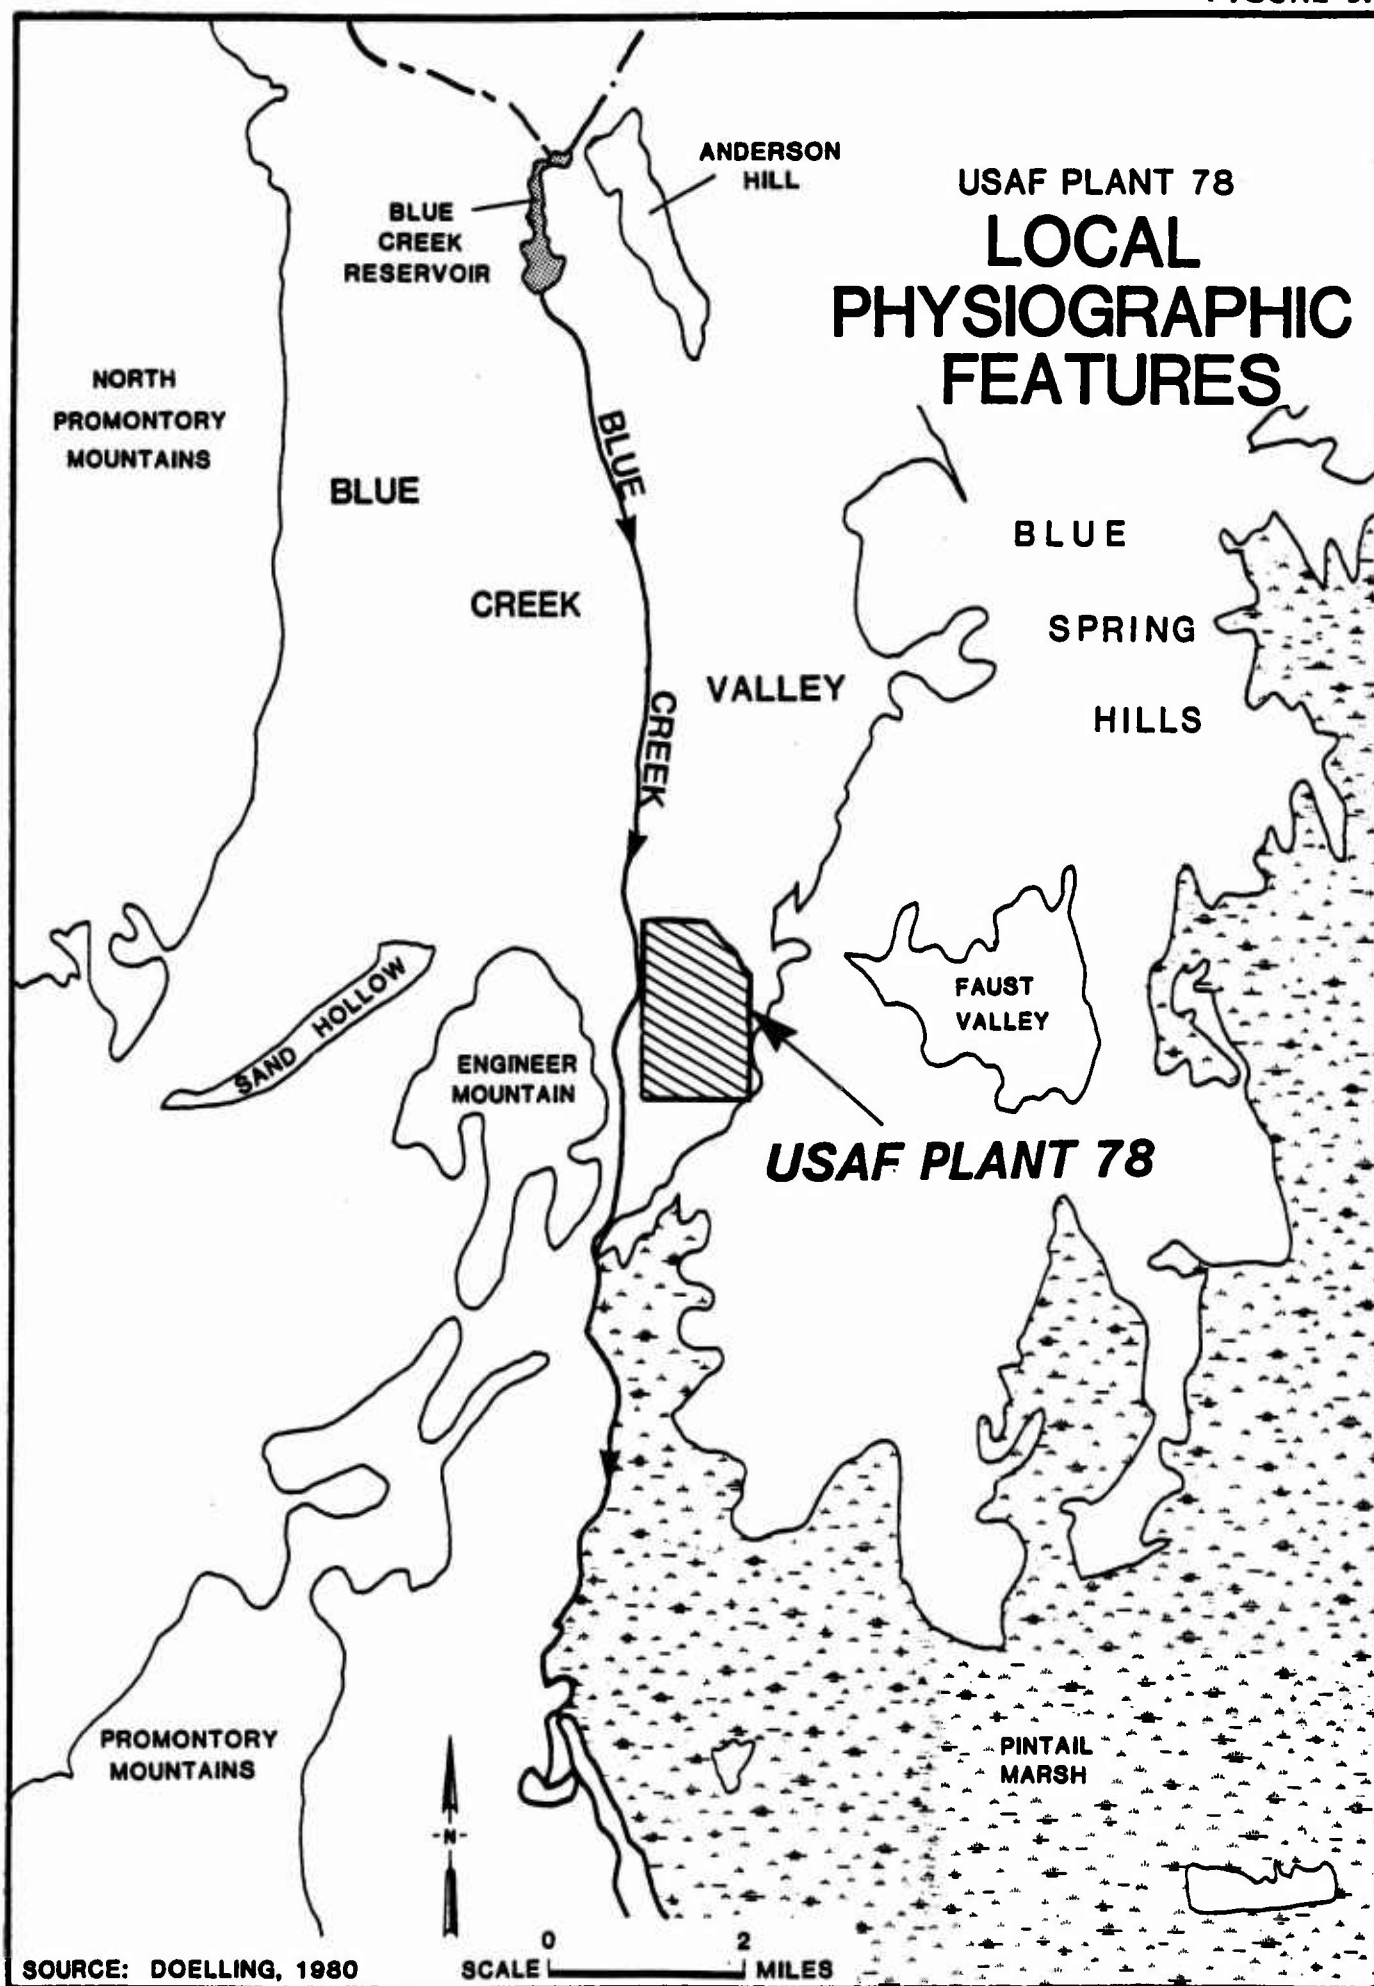 USAF PLANT 78
LOCAL
PHYSIOGRAPHIC
FEATURES
ANDERSON
HILL
BLUE
CREEK
RESERVOIR
NORTH
PROMONTORY
MOUNTAINS
BLUE
CREEK
VALLEY
BLUE
CREEK
BLUE
SPRING
HILLS
SAND HOLLOW
ENGINEER
MOUNTAIN
FAUST
VALLEY
USAF PLANT 78
PROMONTORY
MOUNTAINS
PINTAIL
MARSH
-N-
0 2
SCALE MILES
SOURCE: DOELLING, 1980